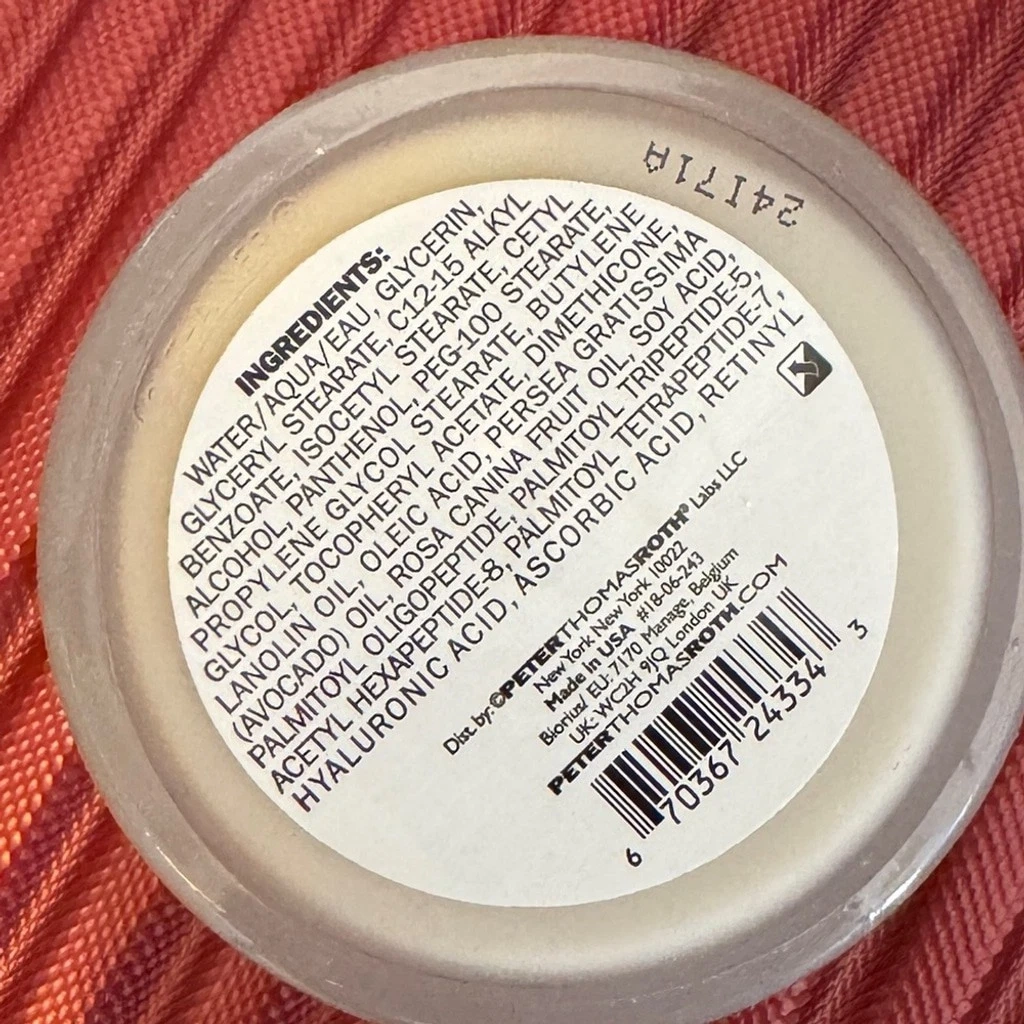 24171A
INGREDIENTS:
WATER/AQUA/EAU, GLYCERIN,
GLYCERYL STEARATE, C12-15 ALKYL
BENZOATE, ISOCETYL STEARATE, CETYL
ALCOHOL, PANTHENOL, PEG-100 STEARATE,
PROPYLENE GLYCOL STEARATE, BUTYLENE
GLYCOL, TOCOPHERYL ACETATE, DIMETHICONE,
LANOLIN OIL, OLEIC ACID, PERSEA GRATISSIMA
(AVOCADO) OIL, ROSA CANINA FRUIT OIL, SOY ACID,
PALMITOYL OLIGOPEPTIDE, PALMITOYL TRIPEPTIDE-5,
ACETYL HEXAPEPTIDE-8, PALMITOYL TETRAPEPTIDE-7,
HYALURONIC ACID, ASCORBIC ACID, RETINYL
Dist. by: ©PETERTHOMASROTH® Labs LLC
New York New York 10022
Made in USA #18-06-243
Biorius/ EU: 7170 Manage, Belgium
UK: WC2H 9JQ London UK
PETERTHOMASROTH.COM
6 70367 24334 3